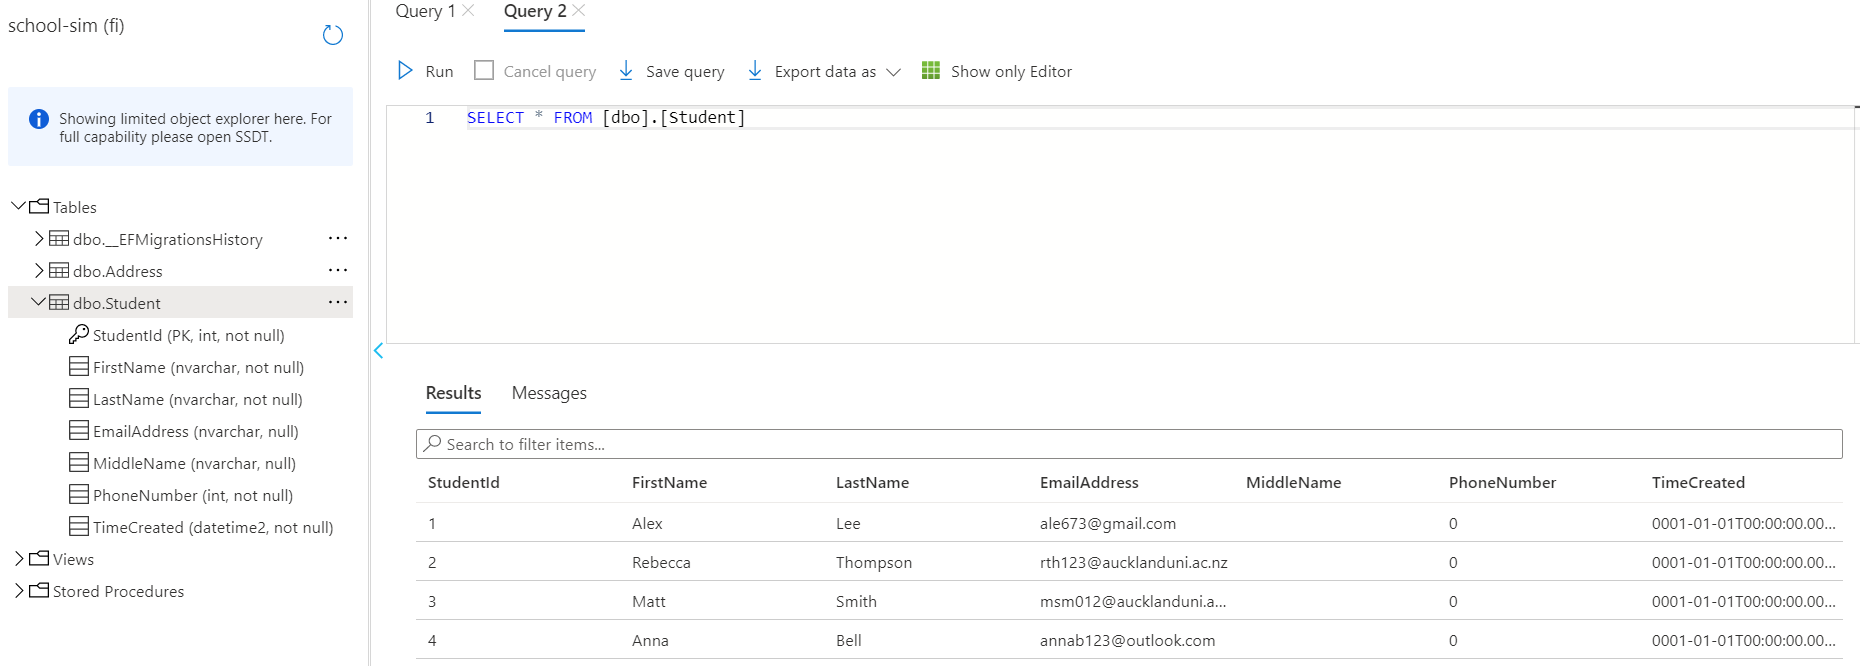 school-sim (fi)
Showing limited object explorer here. For
full capability please open SSDT.
Tables
dbo.__EFMigrationsHistory
dbo.Address
dbo.Student
StudentId (PK, int, not null)
FirstName (nvarchar, not null)
LastName (nvarchar, not null)
EmailAddress (nvarchar, null)
MiddleName (nvarchar, null)
PhoneNumber (int, not null)
TimeCreated (datetime2, not null)
Views
Stored Procedures
Query 1 Query 2
Run Cancel query Save query Export data as Show only Editor
1 SELECT * FROM [dbo].[Student]
Results Messages
Search to filter items...
StudentId FirstName LastName EmailAddress MiddleName PhoneNumber TimeCreated
1 Alex Lee ale673@gmail.com 0 0001-01-01T00:00:00.00...
2 Rebecca Thompson rth123@aucklanduni.ac.nz 0 0001-01-01T00:00:00.00...
3 Matt Smith msm012@aucklanduni.a... 0 0001-01-01T00:00:00.00...
4 Anna Bell annab123@outlook.com 0 0001-01-01T00:00:00.00...